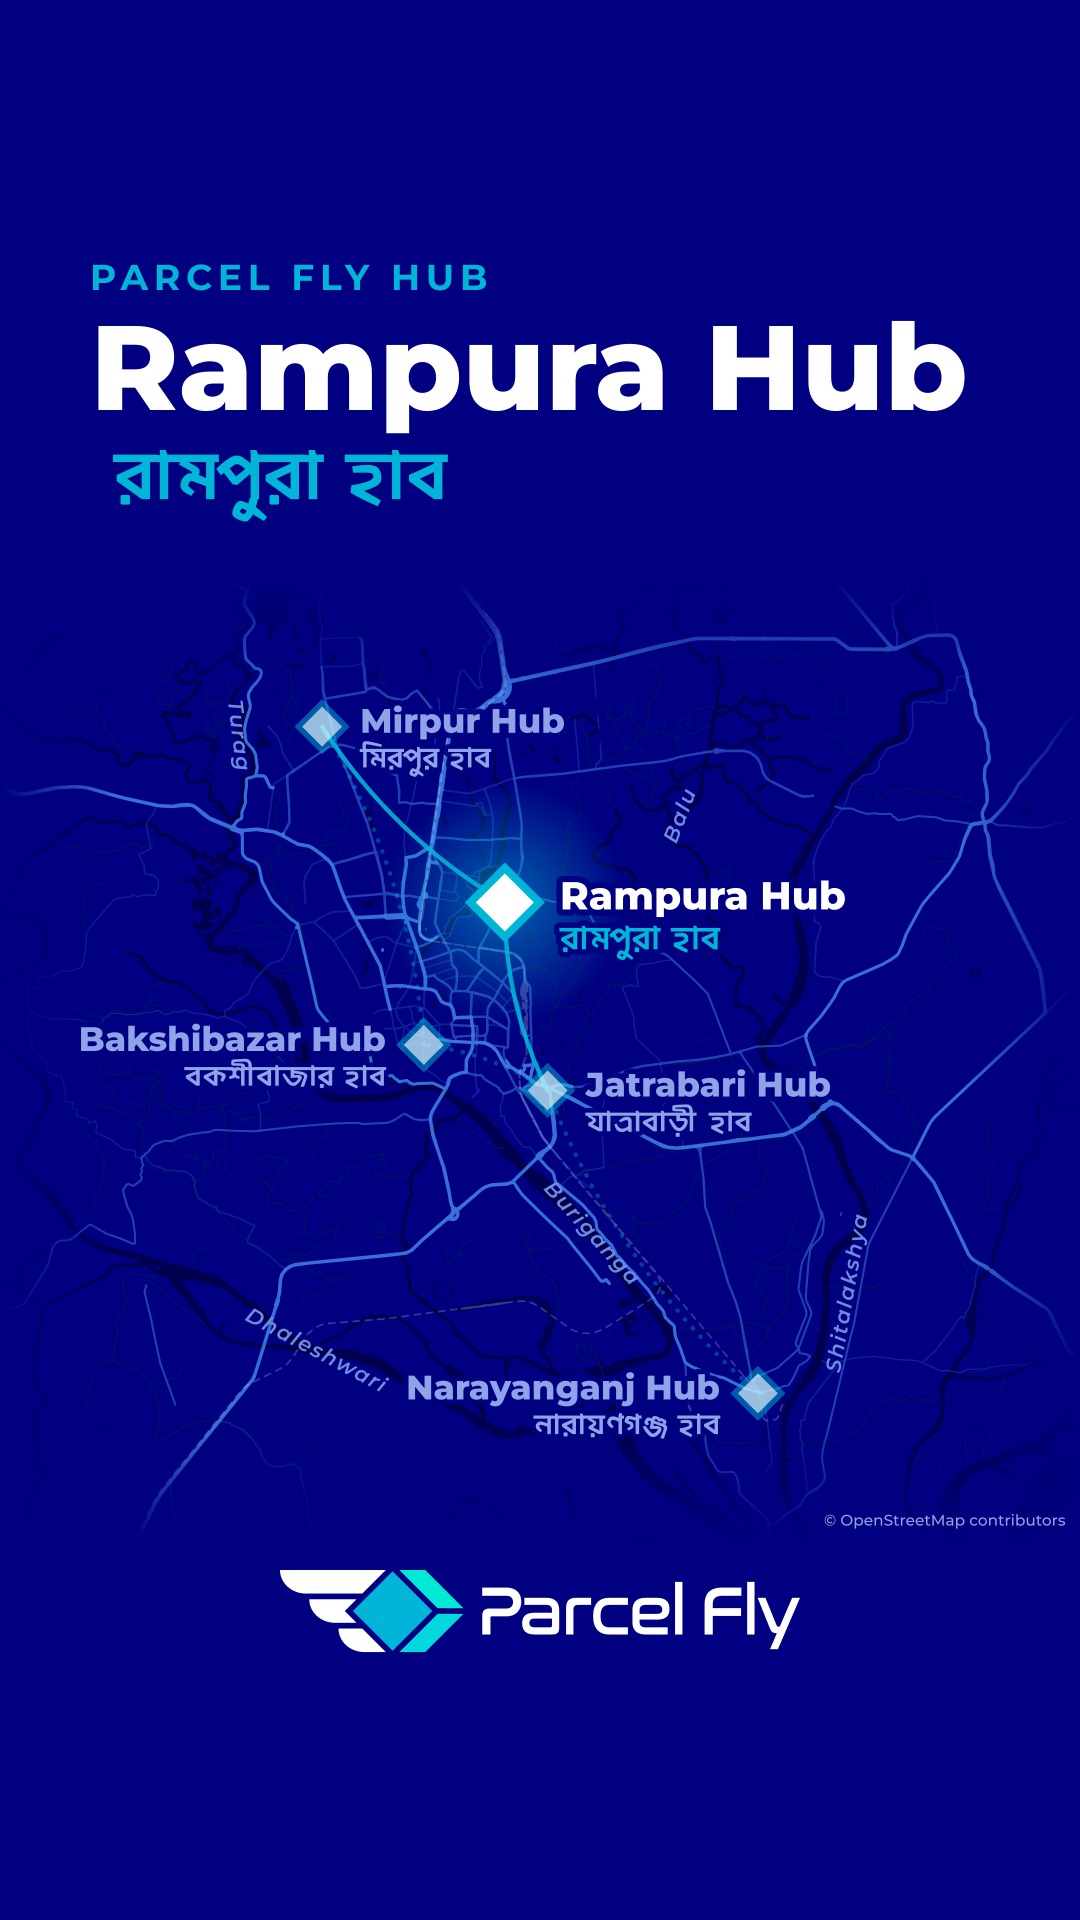 PARCEL FLY HUB
Rampura Hub
রামপুরা হাব
Turag
Mirpur Hub
মিরপুর হাব
Balu
Rampura Hub
রামপুরা হাব
Bakshibazar Hub
বকশীবাজার হাব
Jatrabari Hub
যাত্রাবাড়ী হাব
Buriganga
Shitalakshya
Dhaleshwari
Narayanganj Hub
নারায়ণগঞ্জ হাব
© OpenStreetMap contributors
Parcel Fly